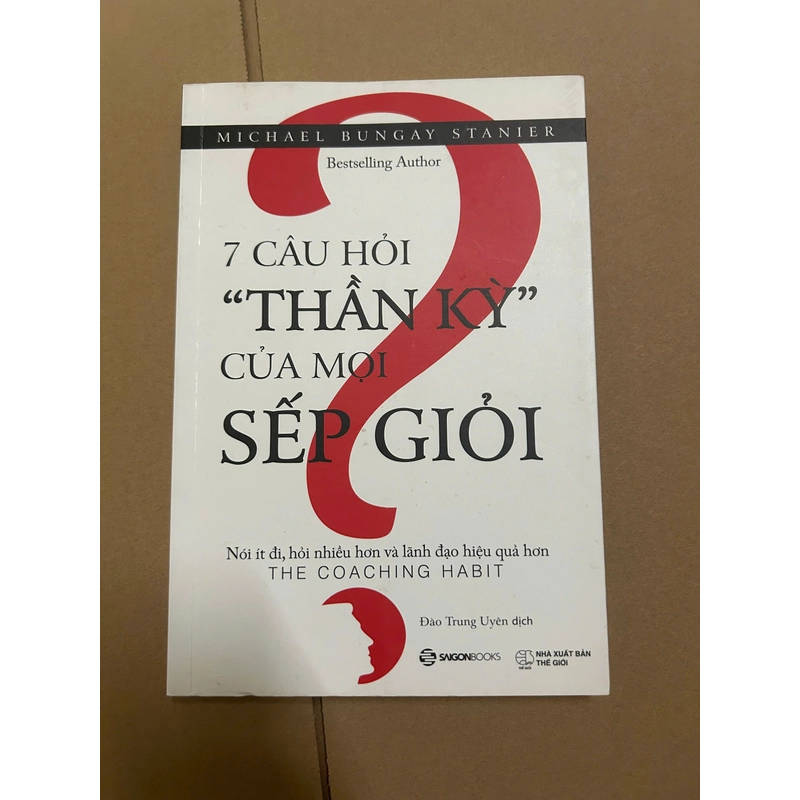 MICHAEL BUNGAY STANIER
Bestselling Author
7 CÂU HỎI
“THẦN KỲ”
CỦA MỌI
SẾP GIỎI
Nói ít đi, hỏi nhiều hơn và lãnh đạo hiệu quả hơn
THE COACHING HABIT
Đào Trung Uyên dịch
SAIGONBOOKS
THẾ GIỚI
NHÀ XUẤT BẢN
THẾ GIỚI